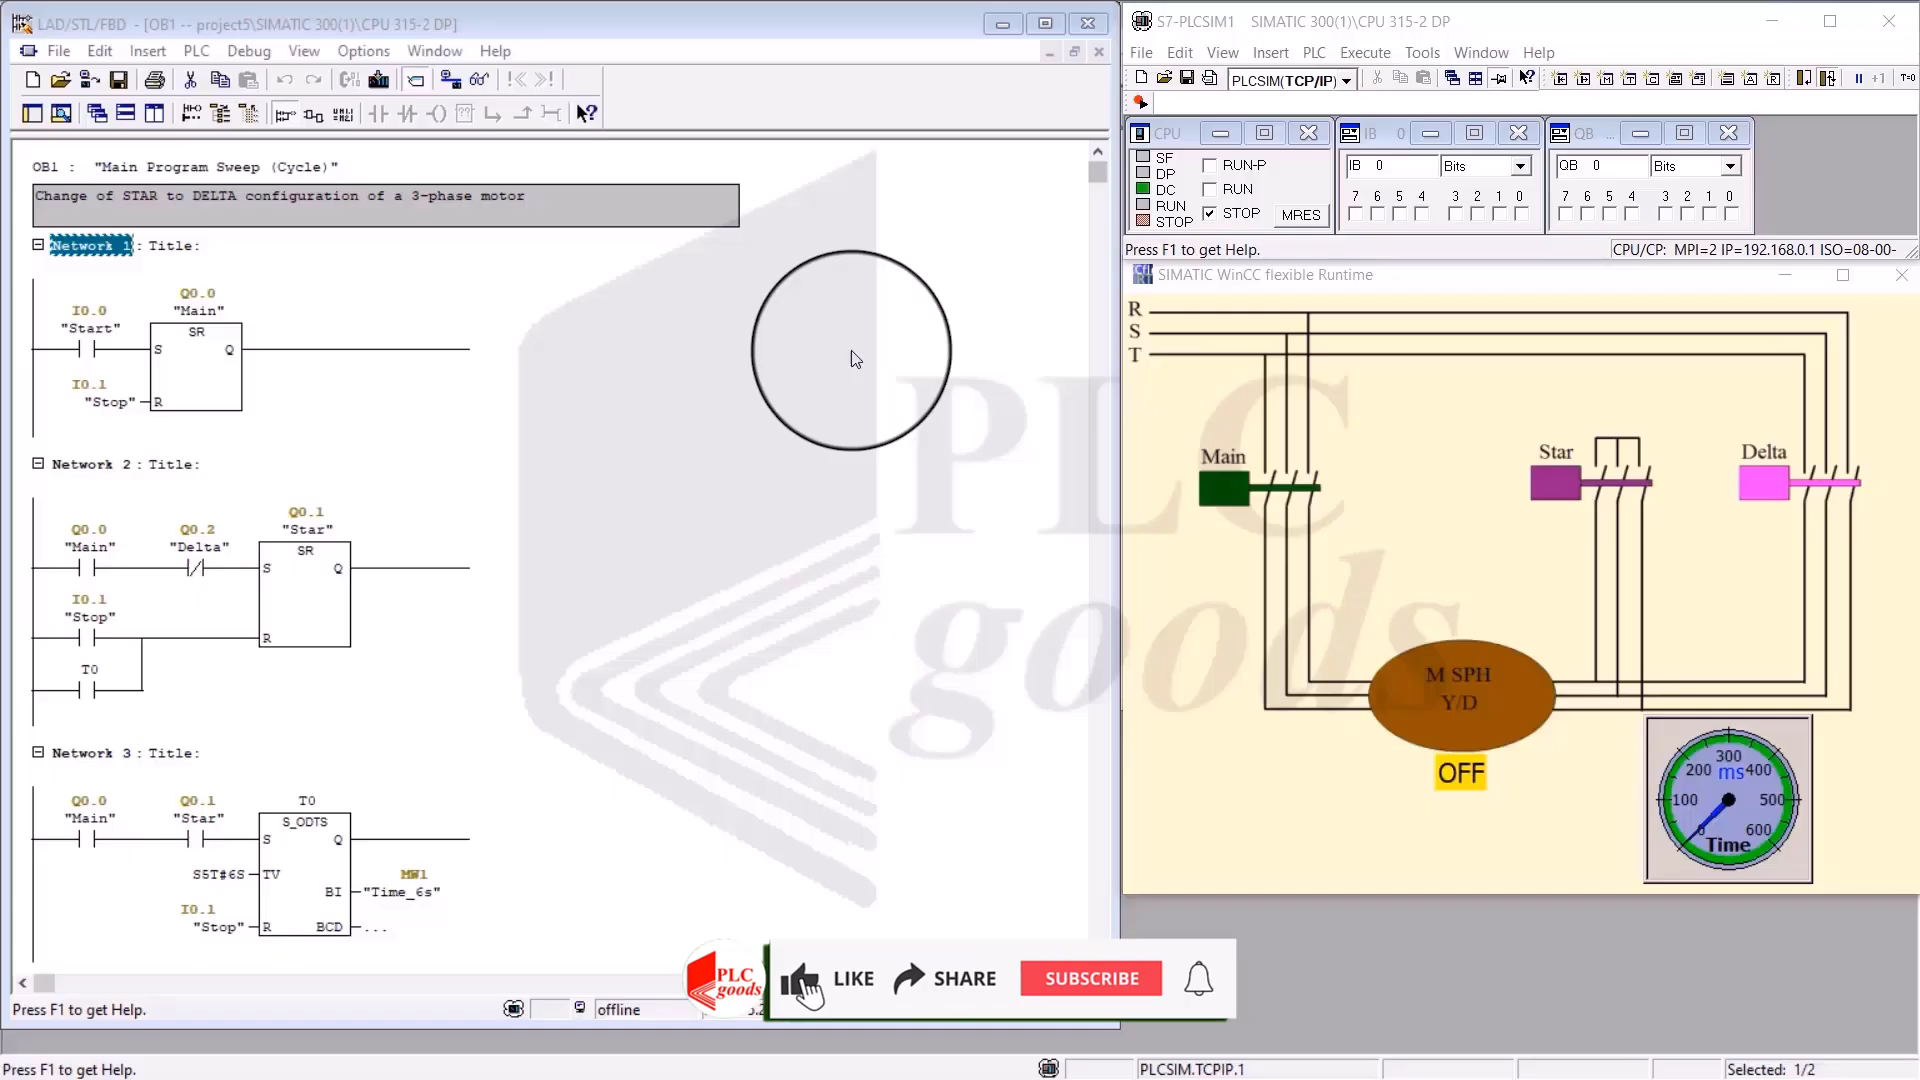 LAD/STL/FBD - [OB1 -- project5\SIMATIC 300(1)\CPU 315-2 DP]
File Edit Insert PLC Debug View Options Window Help
OB1 : "Main Program Sweep (Cycle)"
Change of STAR to DELTA configuration of a 3-phase motor
Network 1: Title:
Q0.0
I0.0 "Main"
"Start" SR
S Q
I0.1
"Stop" R
Network 2: Title:
Q0.1
Q0.0 Q0.2 "Star"
"Main" "Delta" SR
S Q
I0.1
"Stop"
R
T0
Network 3: Title:
Q0.0 Q0.1 T0
"Main" "Star" S_ODTS
S Q
S5T#6S TV MW1
BI "Time_6s"
I0.1
"Stop" R BCD ...
Press F1 to get Help. offline
Press F1 to get Help.
PLCSIM.TCPIP.1 Selected: 1/2
S7-PLCSIM1 SIMATIC 300(1)\CPU 315-2 DP
File Edit View Insert PLC Execute Tools Window Help
PLCSIM(TCP/IP) +1 T=0
CPU IB 0 QB ...
SF RUN-P
DP
DC RUN
RUN
STOP STOP MRES
IB 0 Bits
7 6 5 4 3 2 1 0
QB 0 Bits
7 6 5 4 3 2 1 0
Press F1 to get Help. CPU/CP: MPI=2 IP=192.168.0.1 ISO=08-00-
SIMATIC WinCC flexible Runtime
R
S
T
Main Star Delta
M SPH
Y/D
OFF
300
200 ms 400
100 500
0 600
Time
PLC
goods
PLC
goods
LIKE SHARE SUBSCRIBE